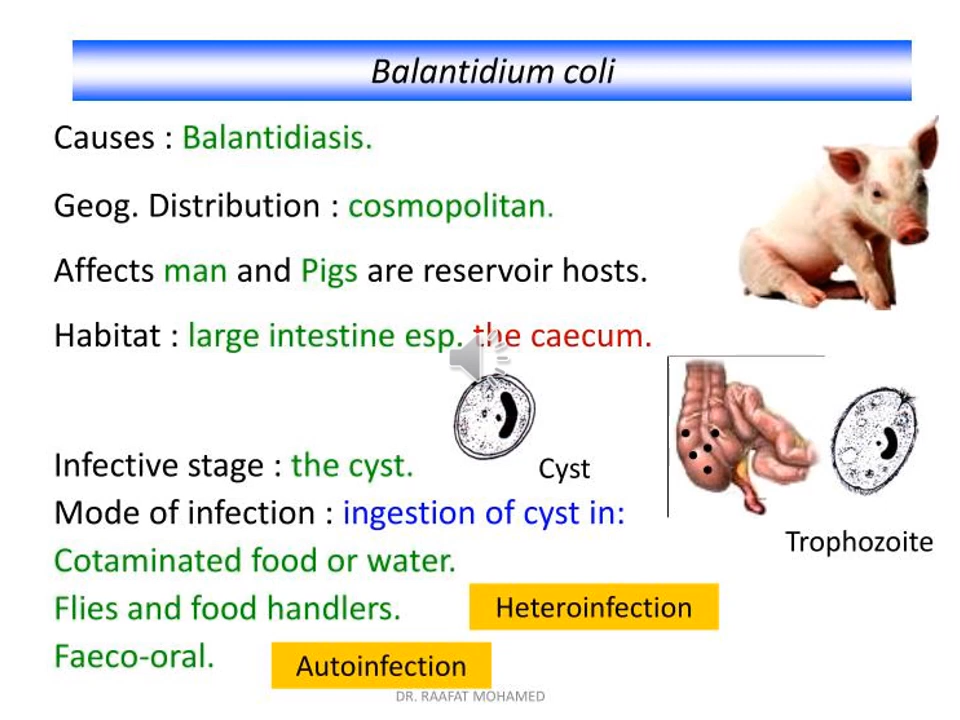 Balantidium coli
Causes : Balantidiasis.
Geog. Distribution : cosmopolitan.
Affects man and Pigs are reservoir hosts.
Habitat : large intestine esp. the caecum.
Infective stage : the cyst.
Cyst
Mode of infection : ingestion of cyst in:
Trophozoite
Cotaminated food or water.
Flies and food handlers.
Heteroinfection
Faeco-oral.
Autoinfection
DR. RAAFAT MOHAMED